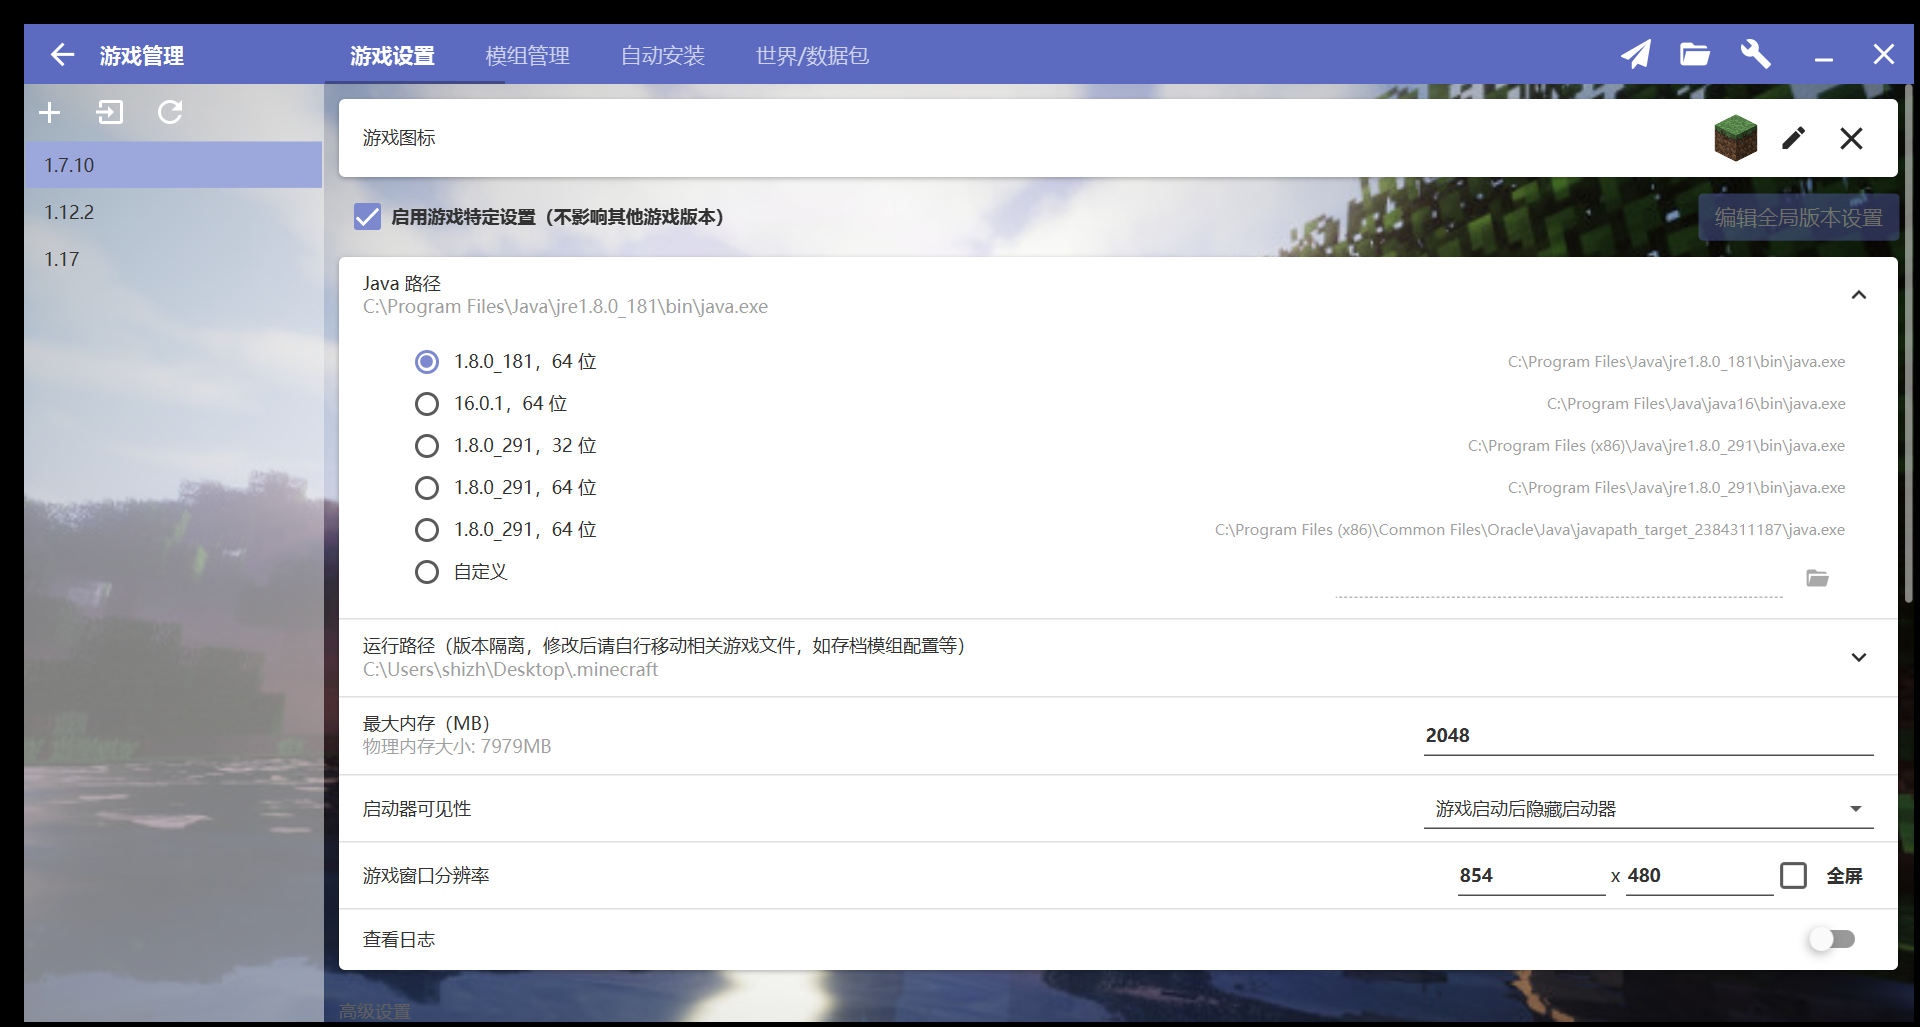 游戏管理
游戏设置 模组管理 自动安装 世界/数据包
1.7.10
1.12.2
1.17
游戏图标
启用游戏特定设置（不影响其他游戏版本）
编辑全局版本设置
Java 路径
C:\Program Files\Java\jre1.8.0_181\bin\java.exe
1.8.0_181，64 位 C:\Program Files\Java\jre1.8.0_181\bin\java.exe
16.0.1，64 位 C:\Program Files\Java\java16\bin\java.exe
1.8.0_291，32 位 C:\Program Files (x86)\Java\jre1.8.0_291\bin\java.exe
1.8.0_291，64 位 C:\Program Files\Java\jre1.8.0_291\bin\java.exe
1.8.0_291，64 位 C:\Program Files (x86)\Common Files\Oracle\Java\javapath_target_2384311187\java.exe
自定义
运行路径（版本隔离，修改后请自行移动相关游戏文件，如存档模组配置等）
C:\Users\shizh\Desktop\.minecraft
最大内存（MB） 2048
物理内存大小: 7979MB
启动器可见性 游戏启动后隐藏启动器
游戏窗口分辨率 854 x 480 全屏
查看日志
高级设置